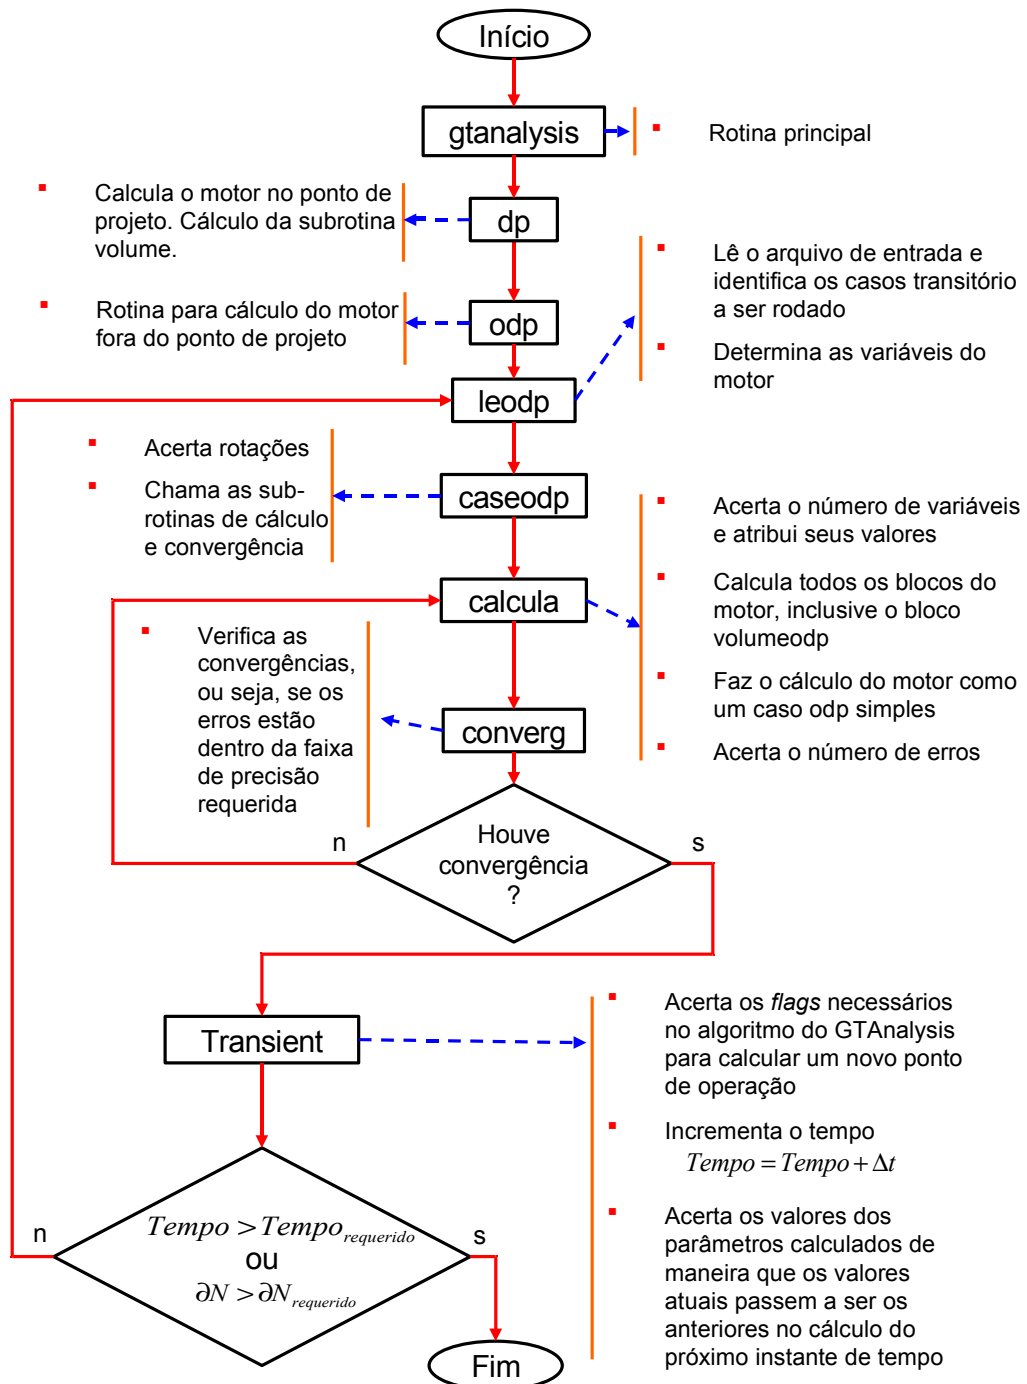 Início
gtanalysis
Rotina principal
Calcula o motor no ponto de
projeto. Cálculo da subrotina
volume.
dp
Lê o arquivo de entrada e
identifica os casos transitório
a ser rodado
Determina as variáveis do
motor
Rotina para cálculo do motor
fora do ponto de projeto
odp
leodp
Acerta rotações
Chama as sub-
rotinas de cálculo
e convergência
caseodp
Acerta o número de variáveis
e atribui seus valores
Calcula todos os blocos do
motor, inclusive o bloco
volumeodp
Faz o cálculo do motor como
um caso odp simples
Acerta o número de erros
calcula
Verifica as
convergências,
ou seja, se os
erros estão
dentro da faixa
de precisão
requerida
converg
n
Houve
convergência
?
s
Transient
Acerta os flags necessários
no algoritmo do GTAnalysis
para calcular um novo ponto
de operação
Incrementa o tempo
Tempo = Tempo + Δt
Acerta os valores dos
parâmetros calculados de
maneira que os valores
atuais passem a ser os
anteriores no cálculo do
próximo instante de tempo
n
Tempo > Tempo requerido
ou
∂N > ∂N requerido
s
Fim